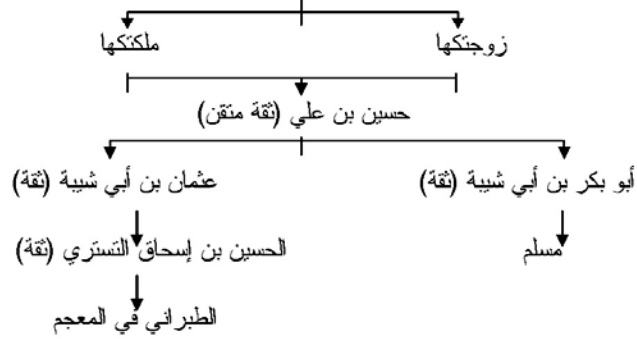 زوجتكها ملكتكها
حسين بن علي (ثقة متقن)
أبو بكر بن أبي شيبة (ثقة) عثمان بن أبي شيبة (ثقة)
مسلم الحسين بن إسحاق التستري (ثقة)
الطبراني في المعجم